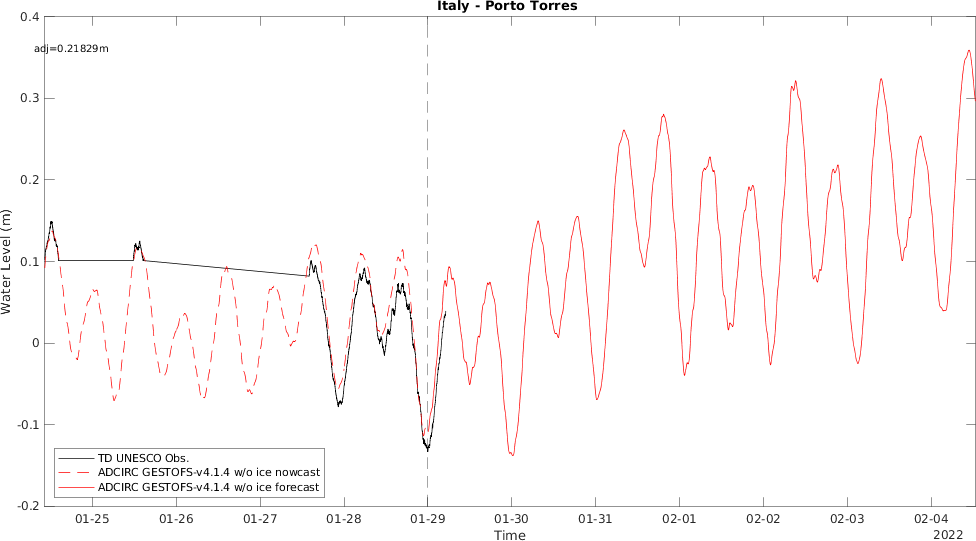 Italy - Porto Torres
adj=0.21829m
0.4
0.3
0.2
0.1
0
-0.1
-0.2
Water Level (m)
TD UNESCO Obs.
ADCIRC GESTOFS-v4.1.4 w/o ice nowcast
ADCIRC GESTOFS-v4.1.4 w/o ice forecast
01-25 01-26 01-27 01-28 01-29 01-30 01-31 02-01 02-02 02-03 02-04
Time
2022